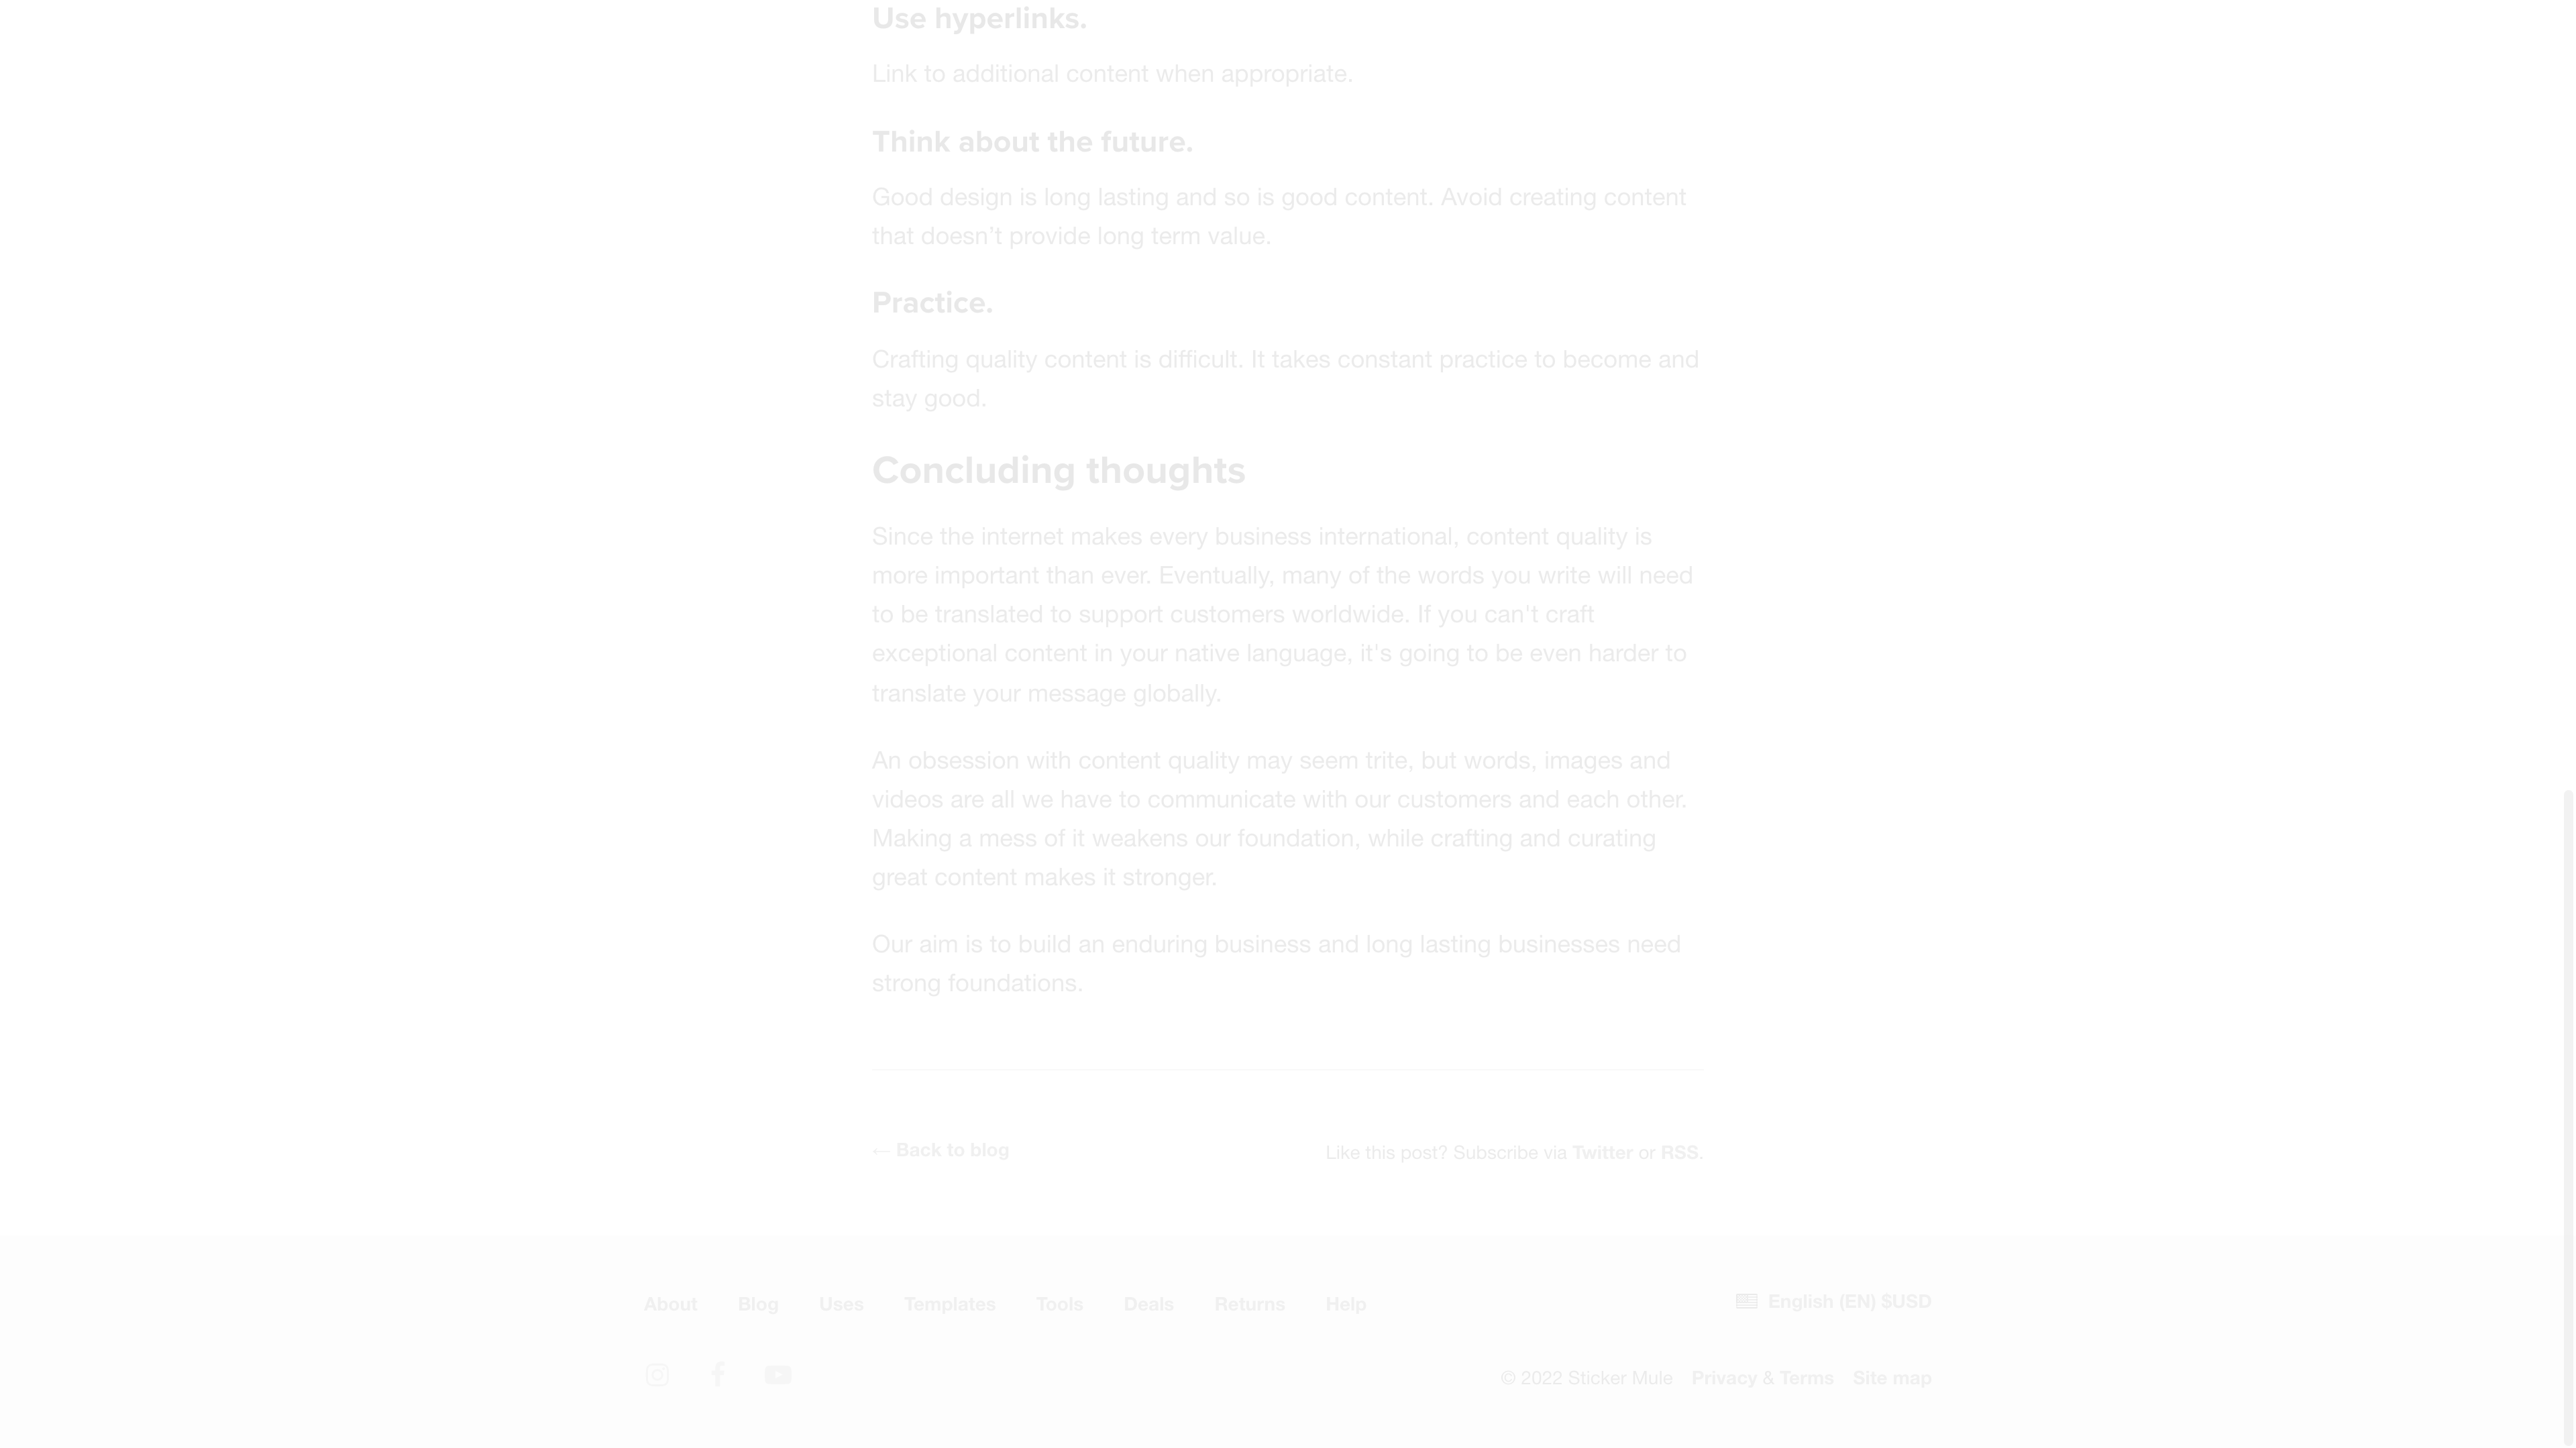 Use hyperlinks.
Link to additional content when appropriate.
Think about the future.
Good design is long lasting and so is good content. Avoid creating content
that doesn’t provide long term value.
Practice.
Crafting quality content is difficult. It takes constant practice to become and
stay good.
Concluding thoughts
Since the internet makes every business international, content quality is
more important than ever. Eventually, many of the words you write will need
to be translated to support customers worldwide. If you can't craft
exceptional content in your native language, it's going to be even harder to
translate your message globally.
An obsession with content quality may seem trite, but words, images and
videos are all we have to communicate with our customers and each other.
Making a mess of it weakens our foundation, while crafting and curating
great content makes it stronger.
Our aim is to build an enduring business and long lasting businesses need
strong foundations.
← Back to blog
Like this post? Subscribe via Twitter or RSS.
About Blog Uses Templates Tools Deals Returns Help
English (EN) $USD
© 2022 Sticker Mule Privacy & Terms Site map